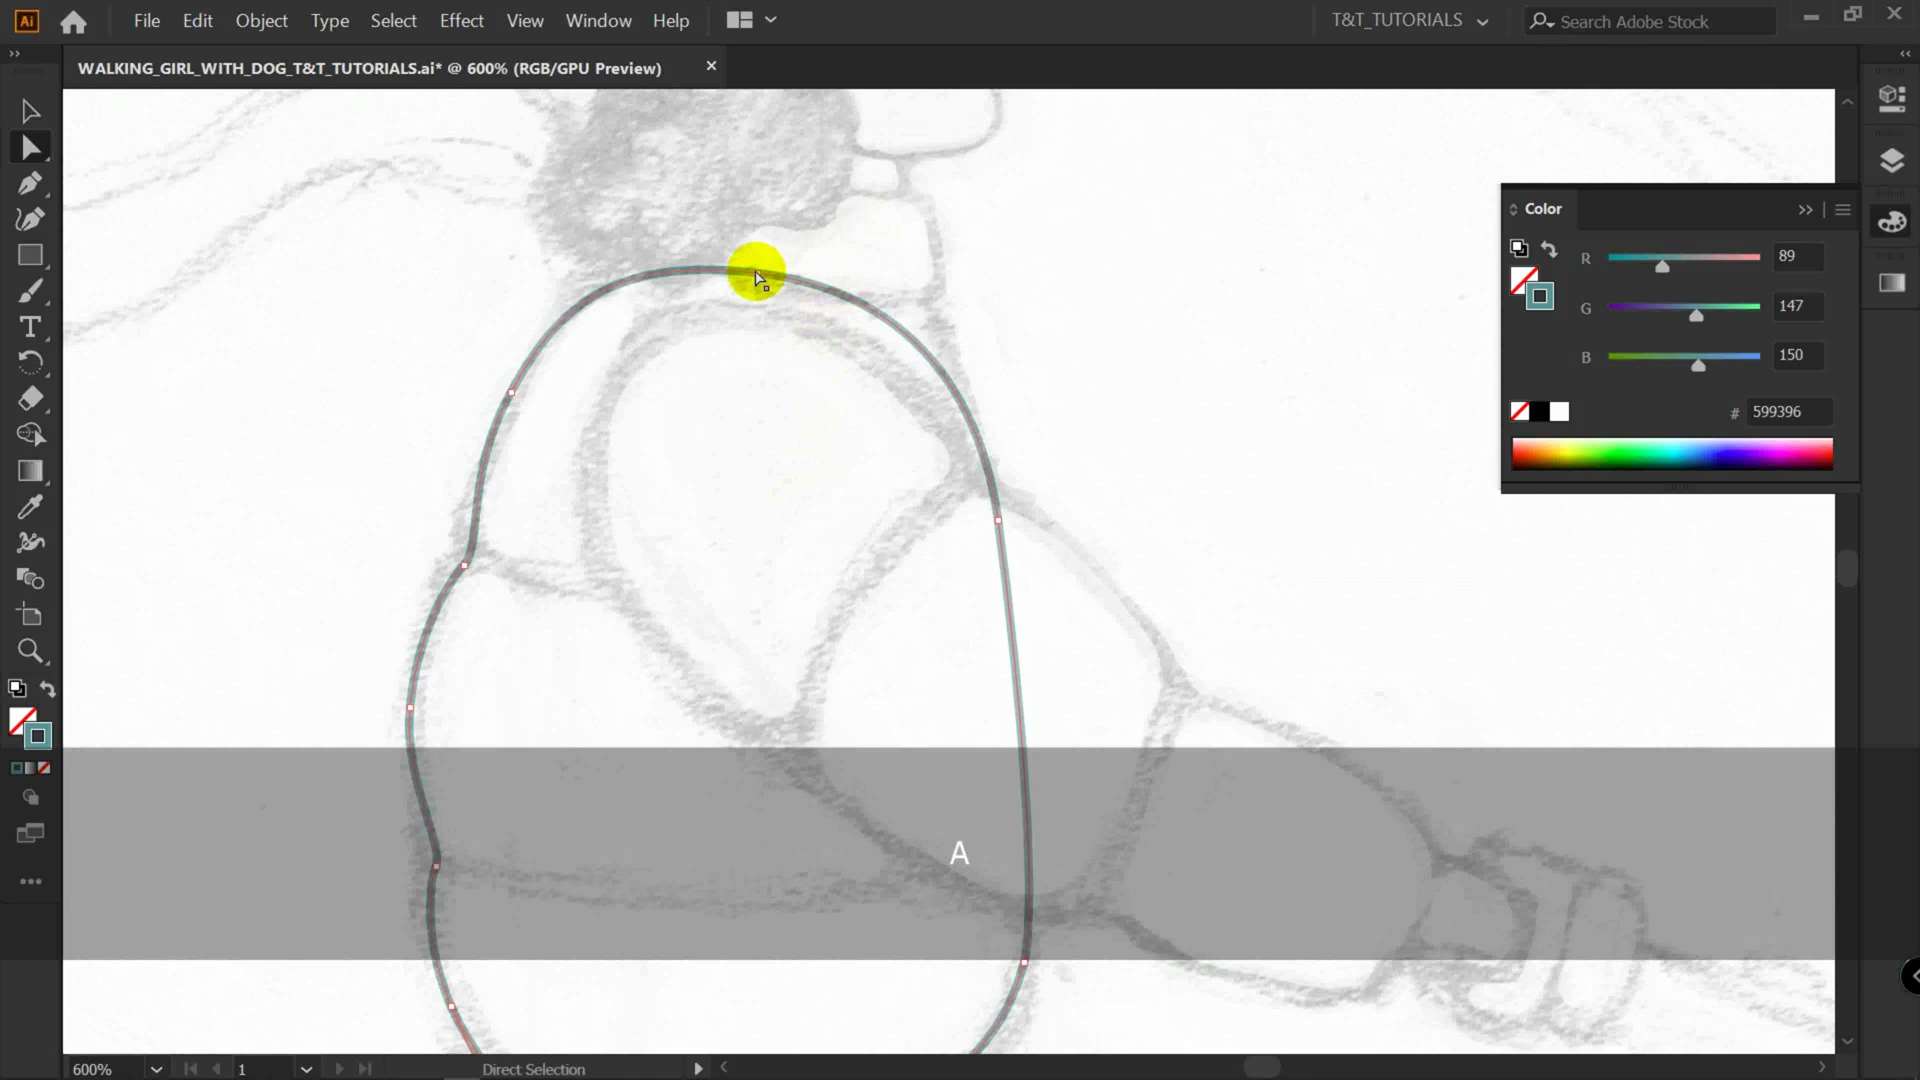 Ai File Edit Object Type Select Effect View Window Help T&T_TUTORIALS Search Adobe Stock
WALKING_GIRL_WITH_DOG_T&T_TUTORIALS.ai* @ 600% (RGB/GPU Preview)
Color
R 89
G 147
B 150
# 599396
A
600% 1 Direct Selection